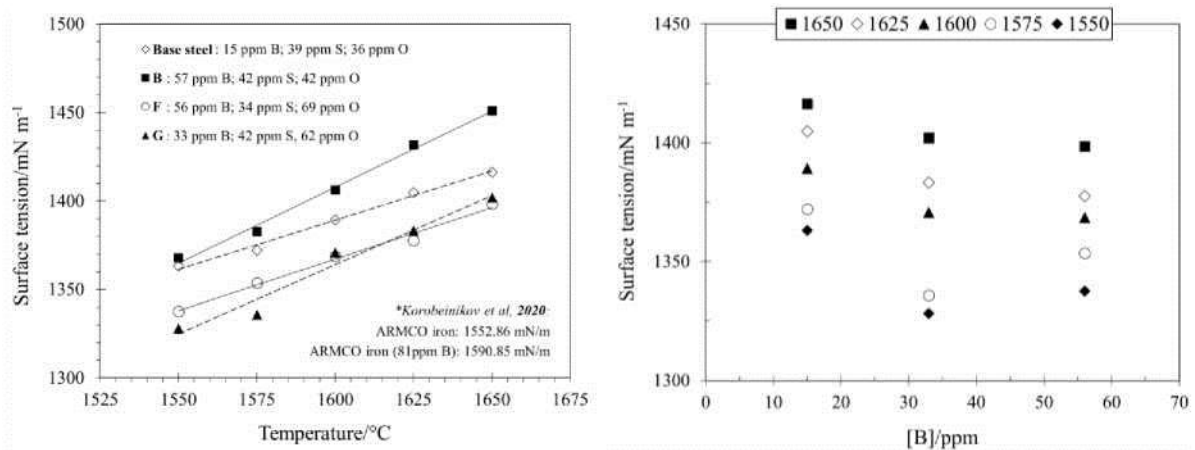 1500
1450
1400
1350
1300
1525
1550
1575
1600
1625
1650
1675
Surface tension/mN m⁻¹
Temperature/°C
Base steel : 15 ppm B; 39 ppm S; 36 ppm O
B : 57 ppm B; 42 ppm S; 42 ppm O
F : 56 ppm B; 34 ppm S; 69 ppm O
G : 33 ppm B; 42 ppm S, 62 ppm O
*Korobeinikov et al, 2020:
ARMCO iron: 1552.86 mN/m
ARMCO iron (81ppm B): 1590.85 mN/m
1650 1625 1600 1575 1550
1450
1400
1350
1300
0
10
20
30
40
50
60
70
Surface tension/mN m⁻¹
[B]/ppm